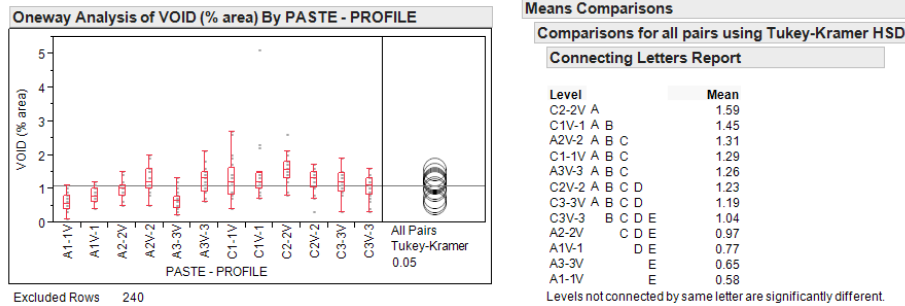 Oneway Analysis of VOID (% area) By PASTE - PROFILE
VOID (% area)
5
4
3
2
1
0
A1-1V
A1V-1
A2-2V
A2V-2
A3-3V
A3V-3
C1-1V
C1V-1
C2-2V
C2V-2
C3-3V
C3V-3
PASTE - PROFILE
All Pairs
Tukey-Kramer
0.05
Excluded Rows 240
Means Comparisons
Comparisons for all pairs using Tukey-Kramer HSD
Connecting Letters Report
Level Mean
C2-2V A 1.59
C1V-1 A B 1.45
A2V-2 A B C 1.31
C1-1V A B C 1.29
A3V-3 A B C 1.26
C2V-2 A B C D 1.23
C3-3V A B C D 1.19
C3V-3 B C D E 1.04
A2-2V C D E 0.97
A1V-1 D E 0.77
A3-3V E 0.65
A1-1V E 0.58
Levels not connected by same letter are significantly different.